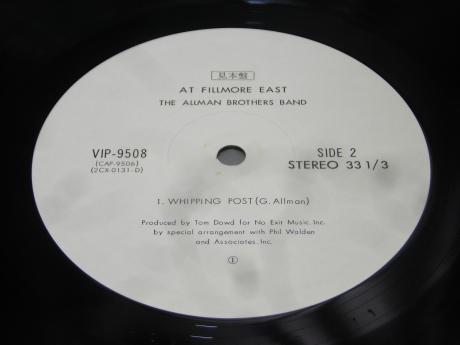 見本盤
AT FILLMORE EAST
THE ALLMAN BROTHERS BAND
VIP-9508
(CAP-9506)
(2CX-0131-D)
SIDE 2
STEREO 33 1/3
1. WHIPPING POST (G. Allman)
Produced by Tom Dowd for No Exit Music. Inc.
by special arrangement with Phil Walden
and Associates. Inc.
①